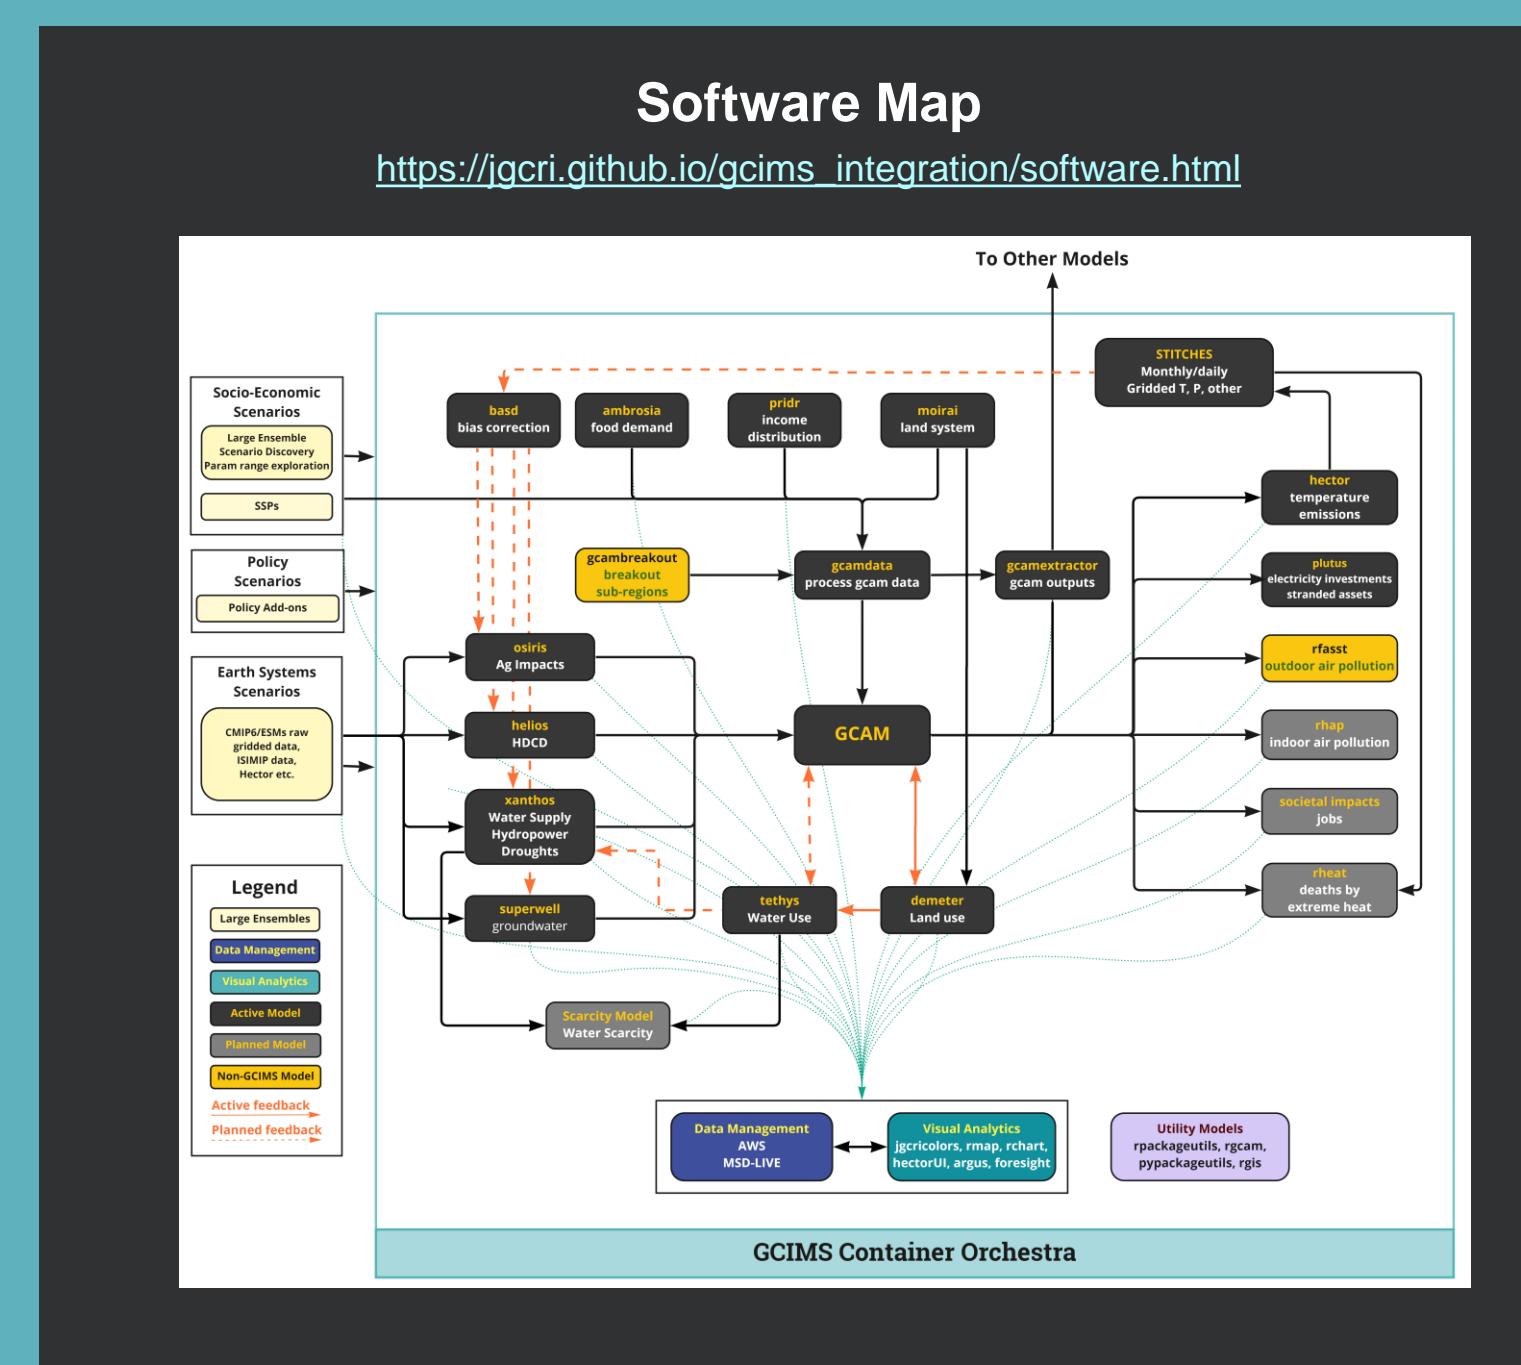 Software Map
https://jgcri.github.io/gcims_integration/software.html
To Other Models
STITCHES
Monthly/daily
Gridded T, P, other
Socio-Economic
Scenarios
Large Ensemble
Scenario Discovery
Param range exploration
SSPs
basd
bias correction
ambrosia
food demand
pridr
income
distribution
moirai
land system
hector
temperature
emissions
Policy
Scenarios
Policy Add-ons
gcambreakout
breakout
sub-regions
gcamdata
process gcam data
gcamextractor
gcam outputs
plutus
electricity investments
stranded assets
Earth Systems
Scenarios
CMIP6/ESMs raw
gridded data,
ISIMIP data,
Hector etc.
osiris
Ag Impacts
rfasst
outdoor air pollution
helios
HDCD
GCAM
rhap
indoor air pollution
xanthos
Water Supply
Hydropower
Droughts
societal impacts
jobs
superwell
groundwater
tethys
Water Use
demeter
Land use
rheat
deaths by
extreme heat
Legend
Large Ensembles
Data Management
Visual Analytics
Active Model
Planned Model
Non-GCIMS Model
Active feedback
Planned feedback
Scarcity Model
Water Scarcity
Data Management
AWS
MSD-LIVE
Visual Analytics
jgcricolors, rmap, rchart,
hectorUI, argus, foresight
Utility Models
rpackageutils, rgcam,
pypackageutils, rgis
GCIMS Container Orchestra